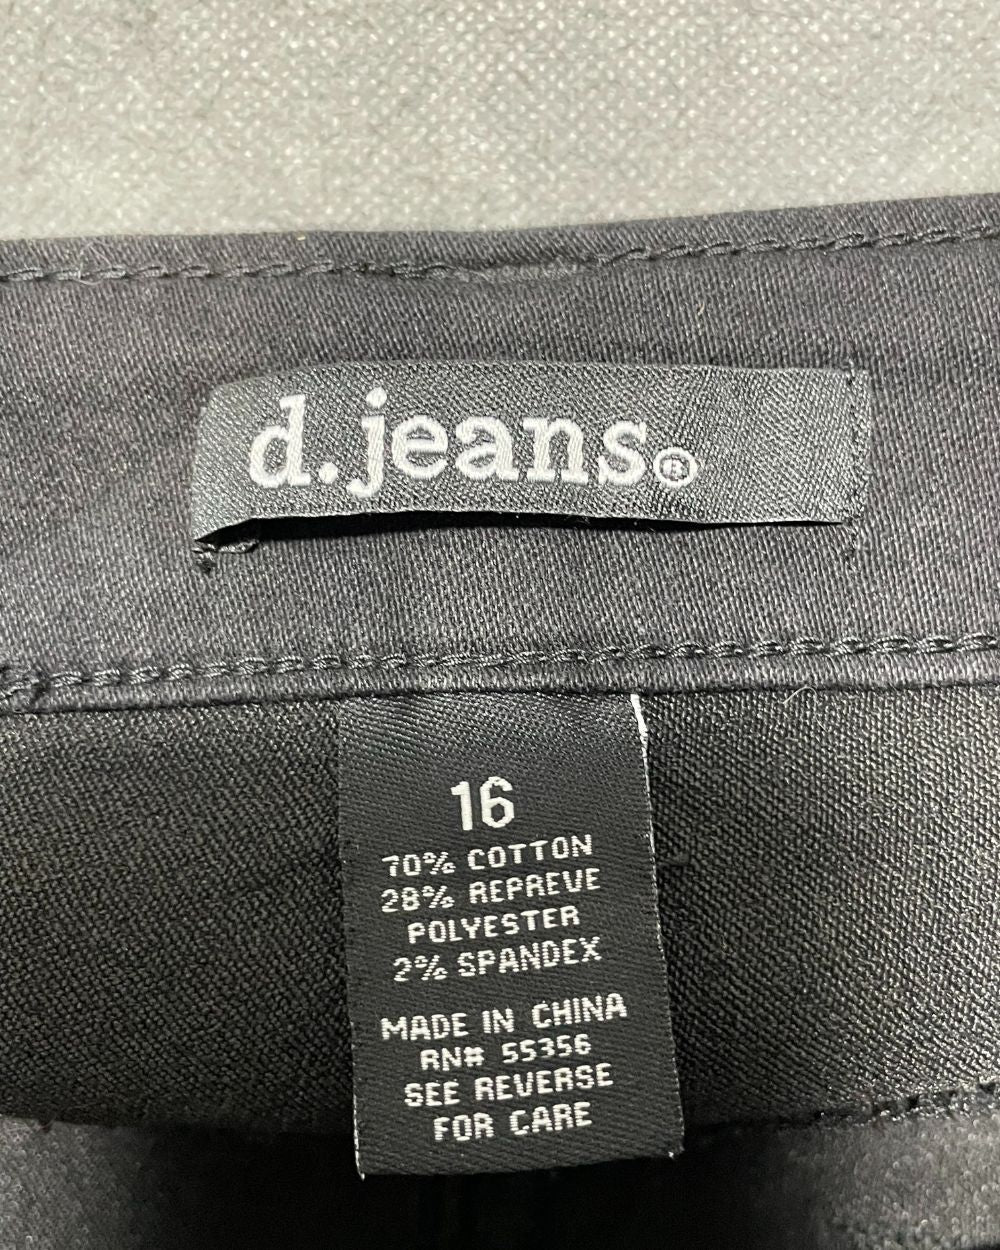 d.jeans®
16
70% COTTON
28% REPREVE
POLYESTER
2% SPANDEX
MADE IN CHINA
RN# 55356
SEE REVERSE
FOR CARE